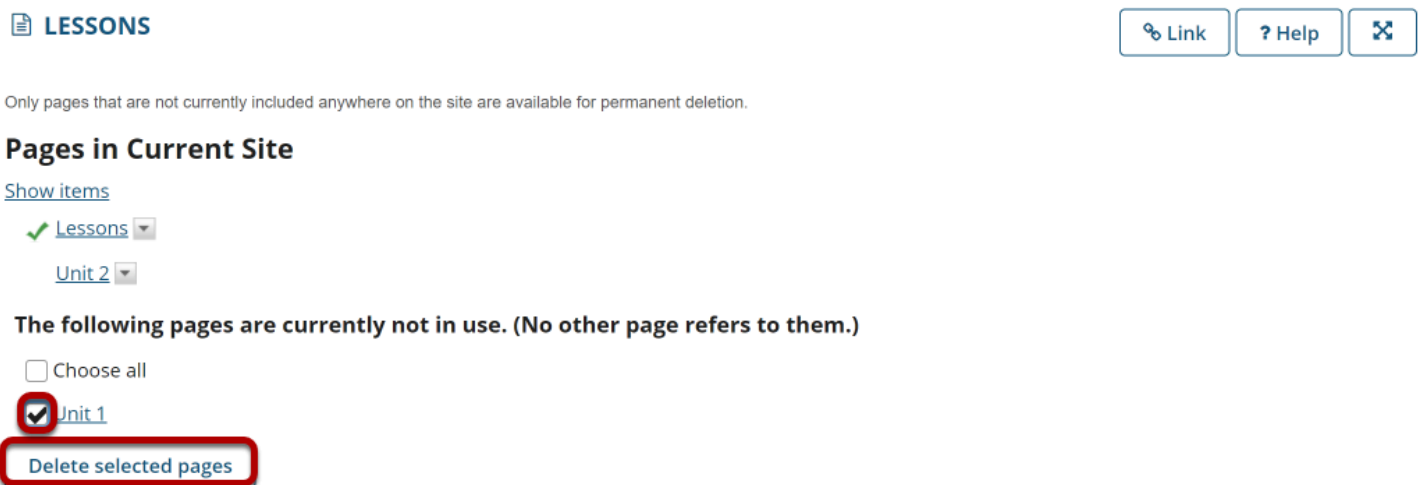 LESSONS
Link
? Help
Only pages that are not currently included anywhere on the site are available for permanent deletion.
Pages in Current Site
Show items
Lessons
Unit 2
The following pages are currently not in use. (No other page refers to them.)
Choose all
Unit 1
Delete selected pages